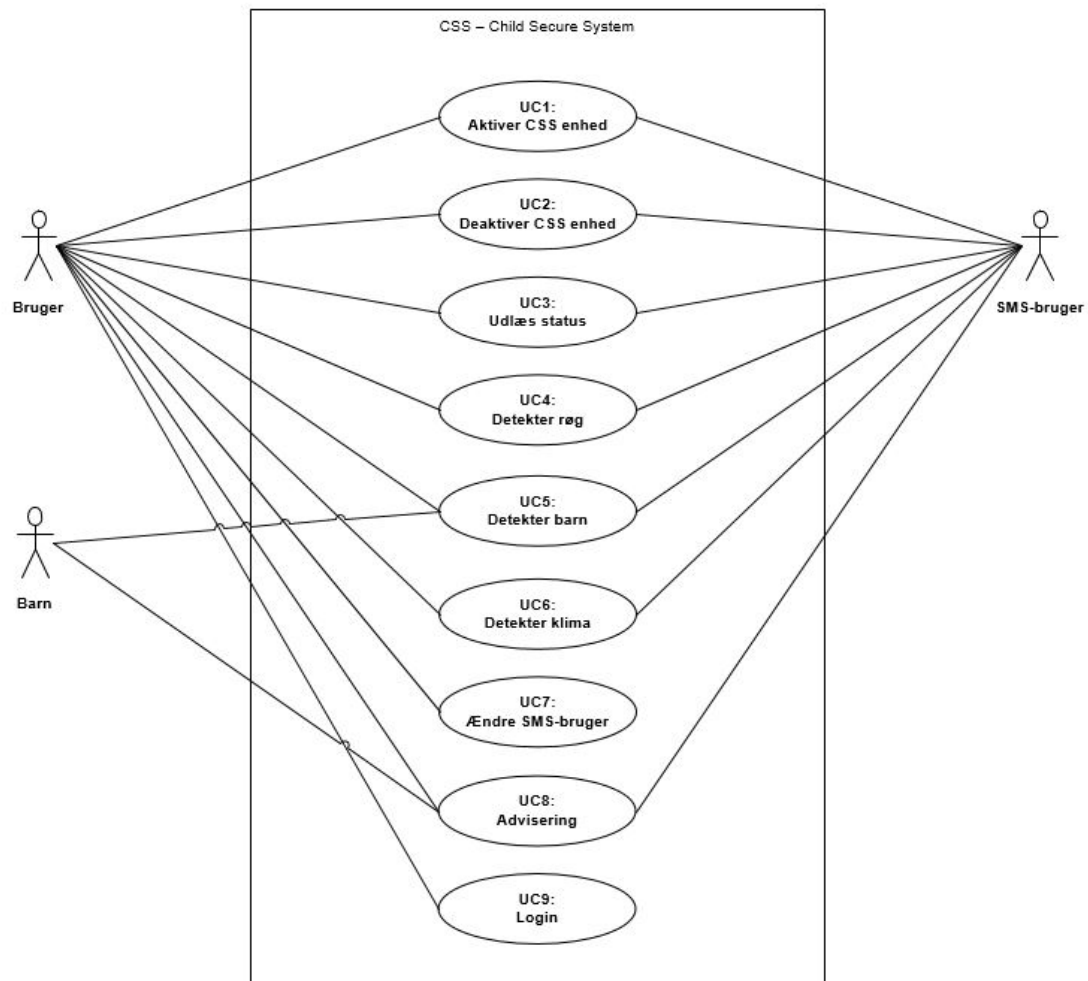 CSS – Child Secure System
UC1:
Aktiver CSS enhed
UC2:
Deaktiver CSS enhed
Bruger
UC3:
Udlæs status
SMS-bruger
UC4:
Detekter røg
UC5:
Detekter barn
Barn
UC6:
Detekter klima
UC7:
Ændre SMS-bruger
UC8:
Advisering
UC9:
Login